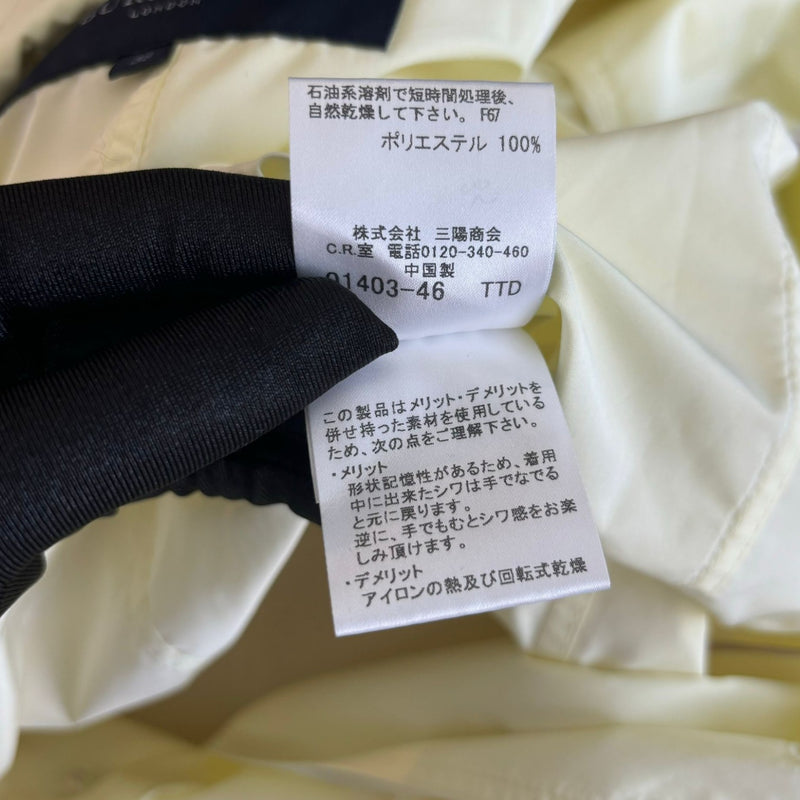 LONDON
石油系溶剤で短時間処理後、
自然乾燥して下さい。 F67
ポリエステル 100%
株式会社 三陽商会
C.R.室 電話0120-340-460
中国製
01403-46 TTD
この製品はメリット・デメリットを
併せ持った素材を使用している
ため、次の点をご理解下さい。
・メリット
形状記憶性があるため、着用
中に出来たシワは手でなでる
と元に戻ります。
逆に、手でもむとシワ感をお楽
しみ頂けます。
・デメリット
アイロンの熱及び回転式乾燥